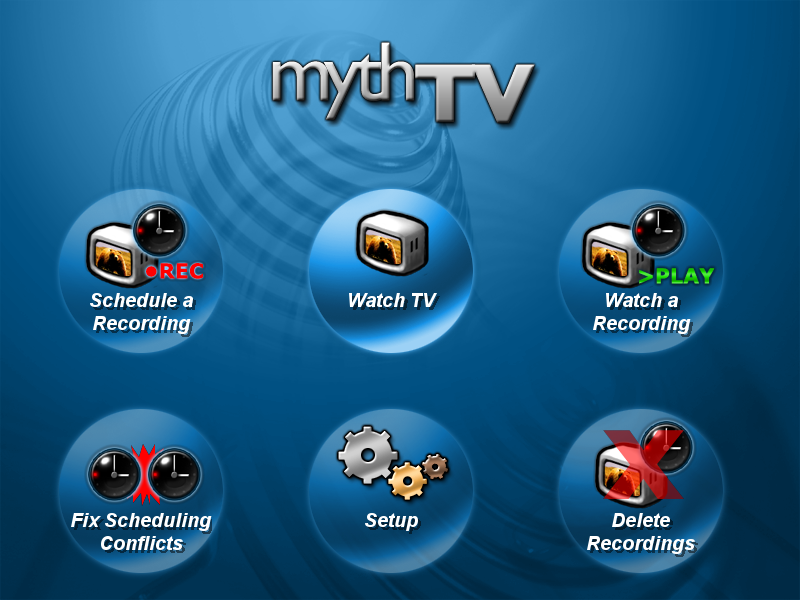 mythTV
REC
>PLAY
Schedule a
Recording
Watch TV
Watch a
Recording
Fix Scheduling
Conflicts
Setup
Delete
Recordings